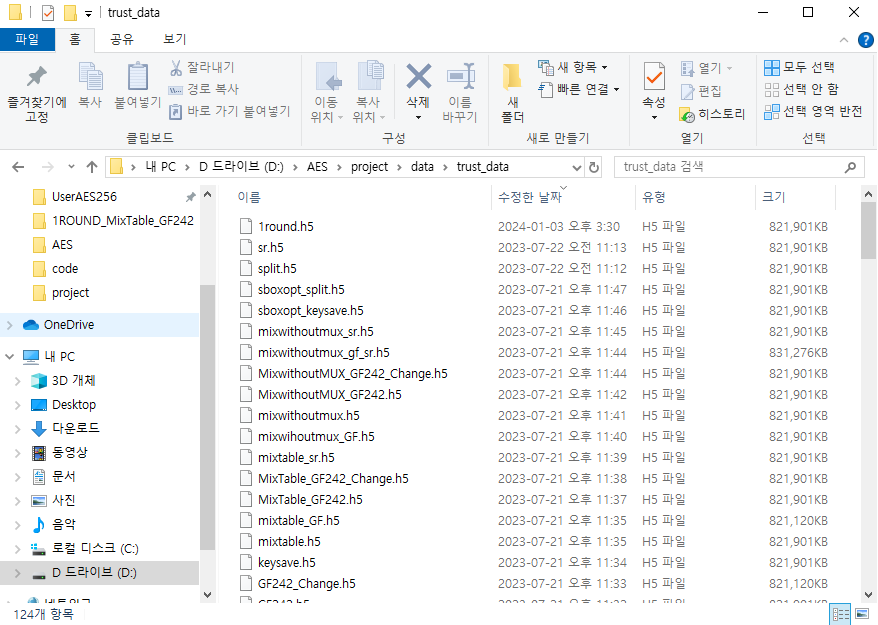 trust_data
파일 홈 공유 보기
즐겨찾기에 고정
복사
붙여넣기
잘라내기
경로 복사
바로 가기 붙여넣기
클립보드
이동 위치
복사 위치
삭제
이름 바꾸기
구성
새 폴더
새 항목
빠른 연결
새로 만들기
속성
열기
편집
히스토리
열기
모두 선택
선택 안 함
선택 영역 반전
선택
내 PC > D 드라이브 (D:) > AES > project > data > trust_data
trust_data 검색
UserAES256
1ROUND_MixTable_GF242
AES
code
project
OneDrive
내 PC
3D 개체
Desktop
다운로드
동영상
문서
사진
음악
로컬 디스크 (C:)
D 드라이브 (D:)
이름 수정한 날짜 유형 크기
1round.h5 2024-01-03 오후 3:30 H5 파일 821,901KB
sr.h5 2023-07-22 오전 11:13 H5 파일 821,901KB
split.h5 2023-07-22 오전 11:12 H5 파일 821,901KB
sboxopt_split.h5 2023-07-21 오후 11:47 H5 파일 821,901KB
sboxopt_keysave.h5 2023-07-21 오후 11:46 H5 파일 821,901KB
mixwithoutmux_sr.h5 2023-07-21 오후 11:45 H5 파일 821,901KB
mixwithoutmux_gf_sr.h5 2023-07-21 오후 11:44 H5 파일 831,276KB
MixwithoutMUX_GF242_Change.h5 2023-07-21 오후 11:44 H5 파일 821,901KB
MixwithoutMUX_GF242.h5 2023-07-21 오후 11:42 H5 파일 821,901KB
mixwithoutmux.h5 2023-07-21 오후 11:41 H5 파일 821,901KB
mixwihoutmux_GF.h5 2023-07-21 오후 11:40 H5 파일 821,901KB
mixtable_sr.h5 2023-07-21 오후 11:39 H5 파일 821,901KB
MixTable_GF242_Change.h5 2023-07-21 오후 11:38 H5 파일 821,901KB
MixTable_GF242.h5 2023-07-21 오후 11:37 H5 파일 821,901KB
mixtable_GF.h5 2023-07-21 오후 11:35 H5 파일 821,120KB
mixtable.h5 2023-07-21 오후 11:35 H5 파일 821,901KB
keysave.h5 2023-07-21 오후 11:34 H5 파일 821,901KB
GF242_Change.h5 2023-07-21 오후 11:33 H5 파일 821,120KB
124개 항목